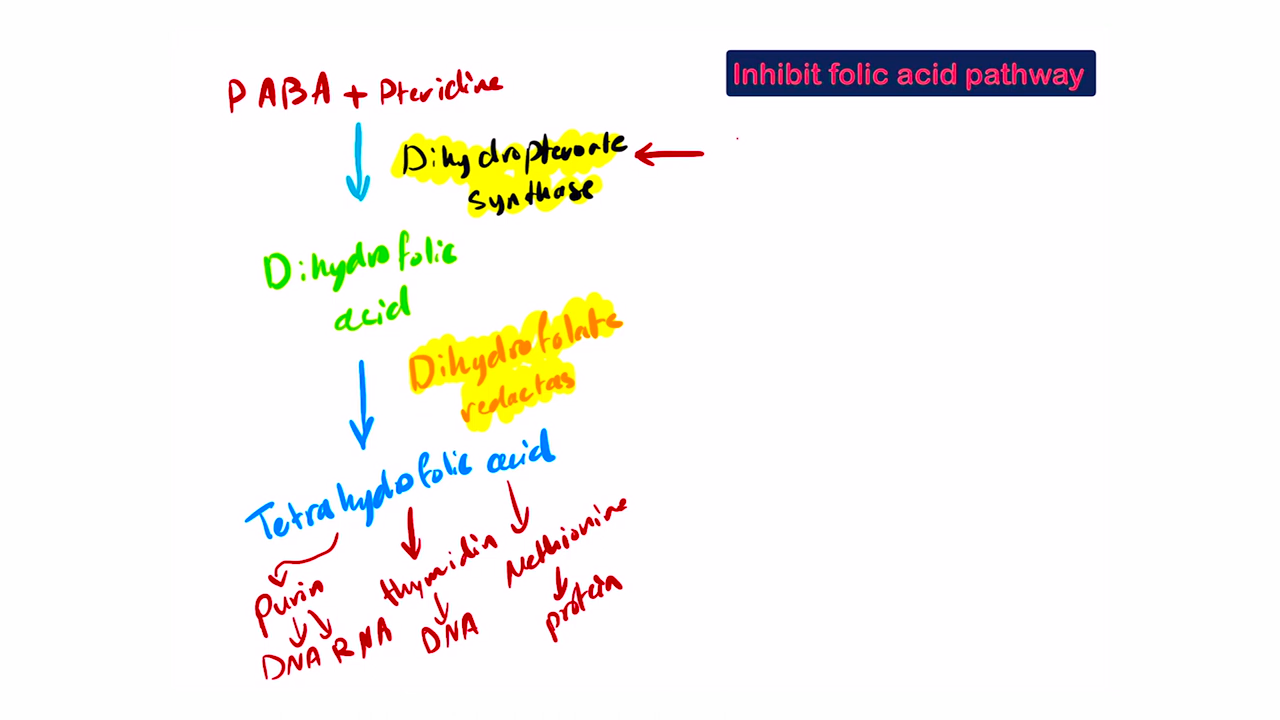 Inhibit folic acid pathway
PABA + Pteridine
Dihydropteroate
synthase
Dihydrofolic
acid
Dihydrofolate
redactas
Tetrahydrofolic acid
Purin
thymidin
Methionine
DNA RNA
DNA
protein